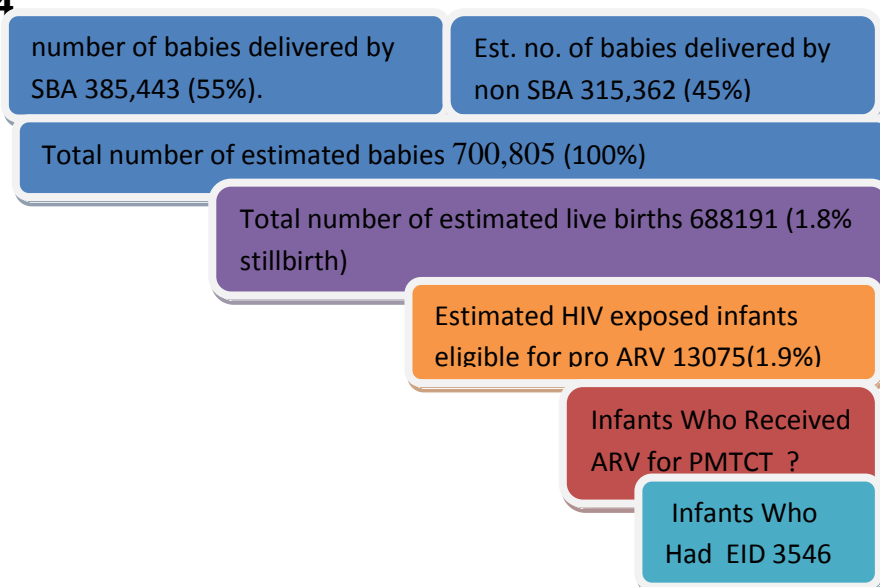 4
number of babies delivered by
SBA 385,443 (55%).
Est. no. of babies delivered by
non SBA 315,362 (45%)
Total number of estimated babies 700,805 (100%)
Total number of estimated live births 688191 (1.8%
stillbirth)
Estimated HIV exposed infants
eligible for pro ARV 13075(1.9%)
Infants Who Received
ARV for PMTCT ?
Infants Who
Had EID 3546